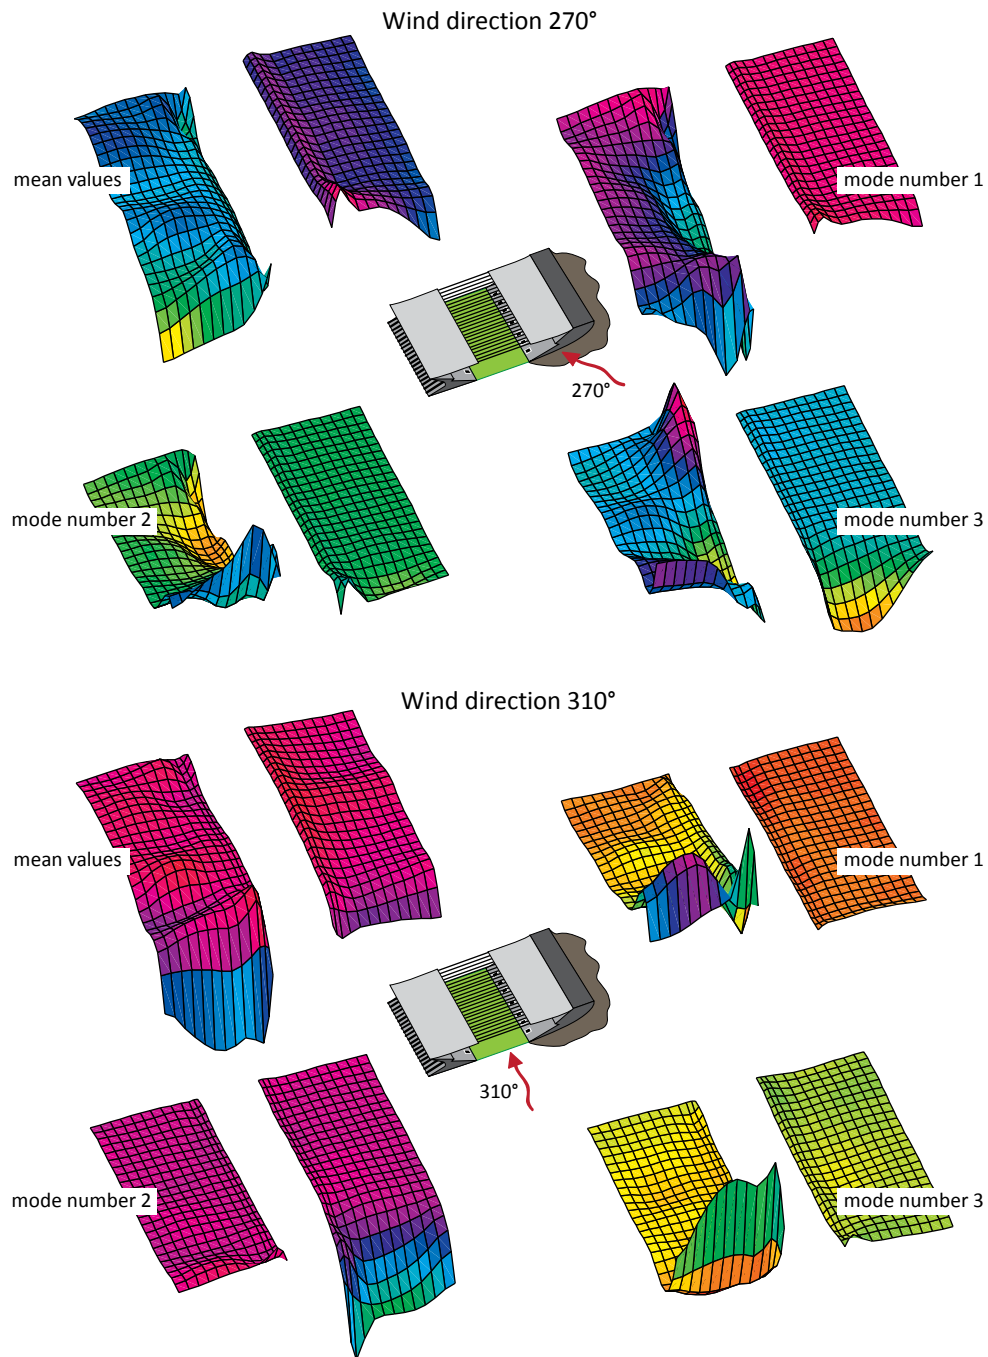 Wind direction 270°
mean values
mode number 1
270°
mode number 2
mode number 3
Wind direction 310°
mean values
mode number 1
310°
mode number 2
mode number 3